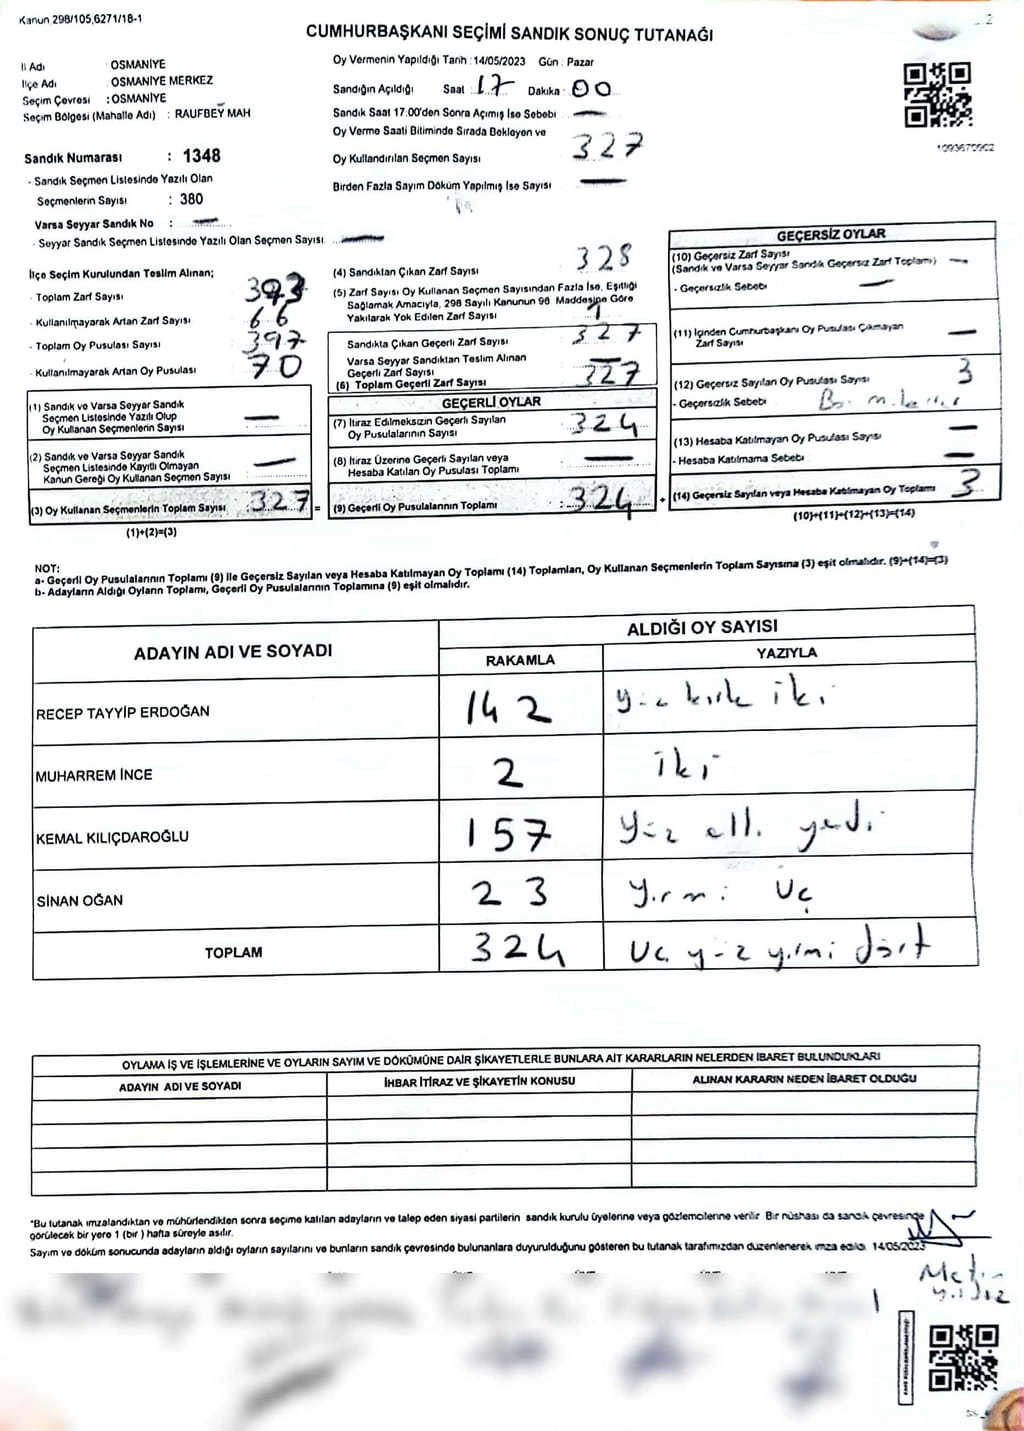 Kanun 298/105,6271/18-1
CUMHURBAŞKANI SEÇİMİ SANDIK SONUÇ TUTANAĞI
İl Adı : OSMANİYE
İlçe Adı : OSMANİYE MERKEZ
Seçim Çevresi : OSMANİYE
Seçim Bölgesi (Mahalle Adı) : RAUFBEY MAH
Sandık Numarası : 1348
- Sandık Seçmen Listesinde Yazılı Olan
Seçmenlerin Sayısı : 380
Varsa Seyyar Sandık No : —
- Seyyar Sandık Seçmen Listesinde Yazılı Olan Seçmen Sayısı —
Oy Vermenin Yapıldığı Tarih : 14/05/2023 Gün : Pazar
Sandığın Açıldığı Saat 17 Dakika : 00
Sandık Saat 17.00'den Sonra Açımış İse Sebebi —
Oy Verme Saati Bitiminde Sırada Bekleyen ve
Oy Kullandırılan Seçmen Sayısı 327
Birden Fazla Sayım Döküm Yapılmış İse Sayısı —
1093670902
İlçe Seçim Kurulundan Teslim Alınan;
- Toplam Zarf Sayısı 393
- Kullanılmayarak Artan Zarf Sayısı 66
- Toplam Oy Pusulası Sayısı 397
- Kullanılmayarak Artan Oy Pusulası 70
(1) Sandık ve Varsa Seyyar Sandık
Seçmen Listesinde Yazılı Olup
Oy Kullanan Seçmenlerin Sayısı —
(2) Sandık ve Varsa Seyyar Sandık
Seçmen Listesinde Kayıtlı Olmayan
Kanun Gereği Oy Kullanan Seçmen Sayısı —
(3) Oy Kullanan Seçmenlerin Toplam Sayısı : 327 =
(1)+(2)=(3)
(4) Sandıktan Çıkan Zarf Sayısı 328
(5) Zarf Sayısı Oy Kullanan Seçmen Sayısından Fazla İse, Eşitliği
Sağlamak Amacıyla, 298 Sayılı Kanunun 98 Maddesine Göre
Yakılarak Yok Edilen Zarf Sayısı 1
Sandıkta Çıkan Geçerli Zarf Sayısı 327
Varsa Seyyar Sandıktan Teslim Alınan
Geçerli Zarf Sayısı —
(6) Toplam Geçerli Zarf Sayısı 327
GEÇERLİ OYLAR
(7) İtiraz Edilmeksizin Geçerli Sayılan
Oy Pusulalarının Sayısı 324
(8) İtiraz Üzerine Geçerli Sayılan veya
Hesaba Katılan Oy Pusulası Toplamı —
(9) Geçerli Oy Pusulalarının Toplamı : 324 +
GEÇERSİZ OYLAR
(10) Geçersiz Zarf Sayısı
(Sandık ve Varsa Seyyar Sandık Geçersiz Zarf Toplamı) —
- Geçersizlik Sebebi —
(11) İçinden Cumhurbaşkanı Oy Pusulası Çıkmayan
Zarf Sayısı —
(12) Geçersiz Sayılan Oy Pusulası Sayısı 3
- Geçersizlik Sebebi
(13) Hesaba Katılmayan Oy Pusulası Sayısı —
- Hesaba Katılmama Sebebi —
(14) Geçersiz Sayılan veya Hesaba Katılmayan Oy Toplamı 3
(10)+(11)+(12)+(13)=(14)
NOT:
a- Geçerli Oy Pusulalarının Toplamı (9) ile Geçersiz Sayılan veya Hesaba Katılmayan Oy Toplamı (14) Toplamları, Oy Kullanan Seçmenlerin Toplam Sayısına (3) eşit olmalıdır. (9)+(14)=(3)
b- Adayların Aldığı Oyların Toplamı, Geçerli Oy Pusulalarının Toplamına (9) eşit olmalıdır.
ADAYIN ADI VE SOYADI ALDIĞI OY SAYISI
RAKAMLA YAZIYLA
RECEP TAYYİP ERDOĞAN 142 yüz kırk iki
MUHARREM İNCE 2 iki
KEMAL KILIÇDAROĞLU 157 yüz elli yedi
SİNAN OĞAN 23 yirmi üç
TOPLAM 324 üç yüz yirmi dört
OYLAMA İŞ VE İŞLEMLERİNE VE OYLARIN SAYIM VE DÖKÜMÜNE DAİR ŞİKAYETLERLE BUNLARA AİT KARARLARIN NELERDEN İBARET BULUNDUKLARI
ADAYIN ADI VE SOYADI İHBAR İTİRAZ VE ŞİKAYETİN KONUSU ALINAN KARARIN NEDEN İBARET OLDUĞU
*Bu tutanak imzalandıktan ve mühürlendikten sonra seçime katılan adayların ve talep eden siyasi partilerin sandık kurulu üyelerine veya gözlemcilerine verilir. Bir nüshası da sandık çevresinde
görülecek bir yere 1 (bir) hafta süreyle asılır.
Sayım ve döküm sonucunda adayların aldığı oyların sayılarını ve bunların sandık çevresinde bulunanlara duyurulduğunu gösteren bu tutanak tarafımızdan düzenlenerek imza edildi. 14/05/2023
Metin
yıldız